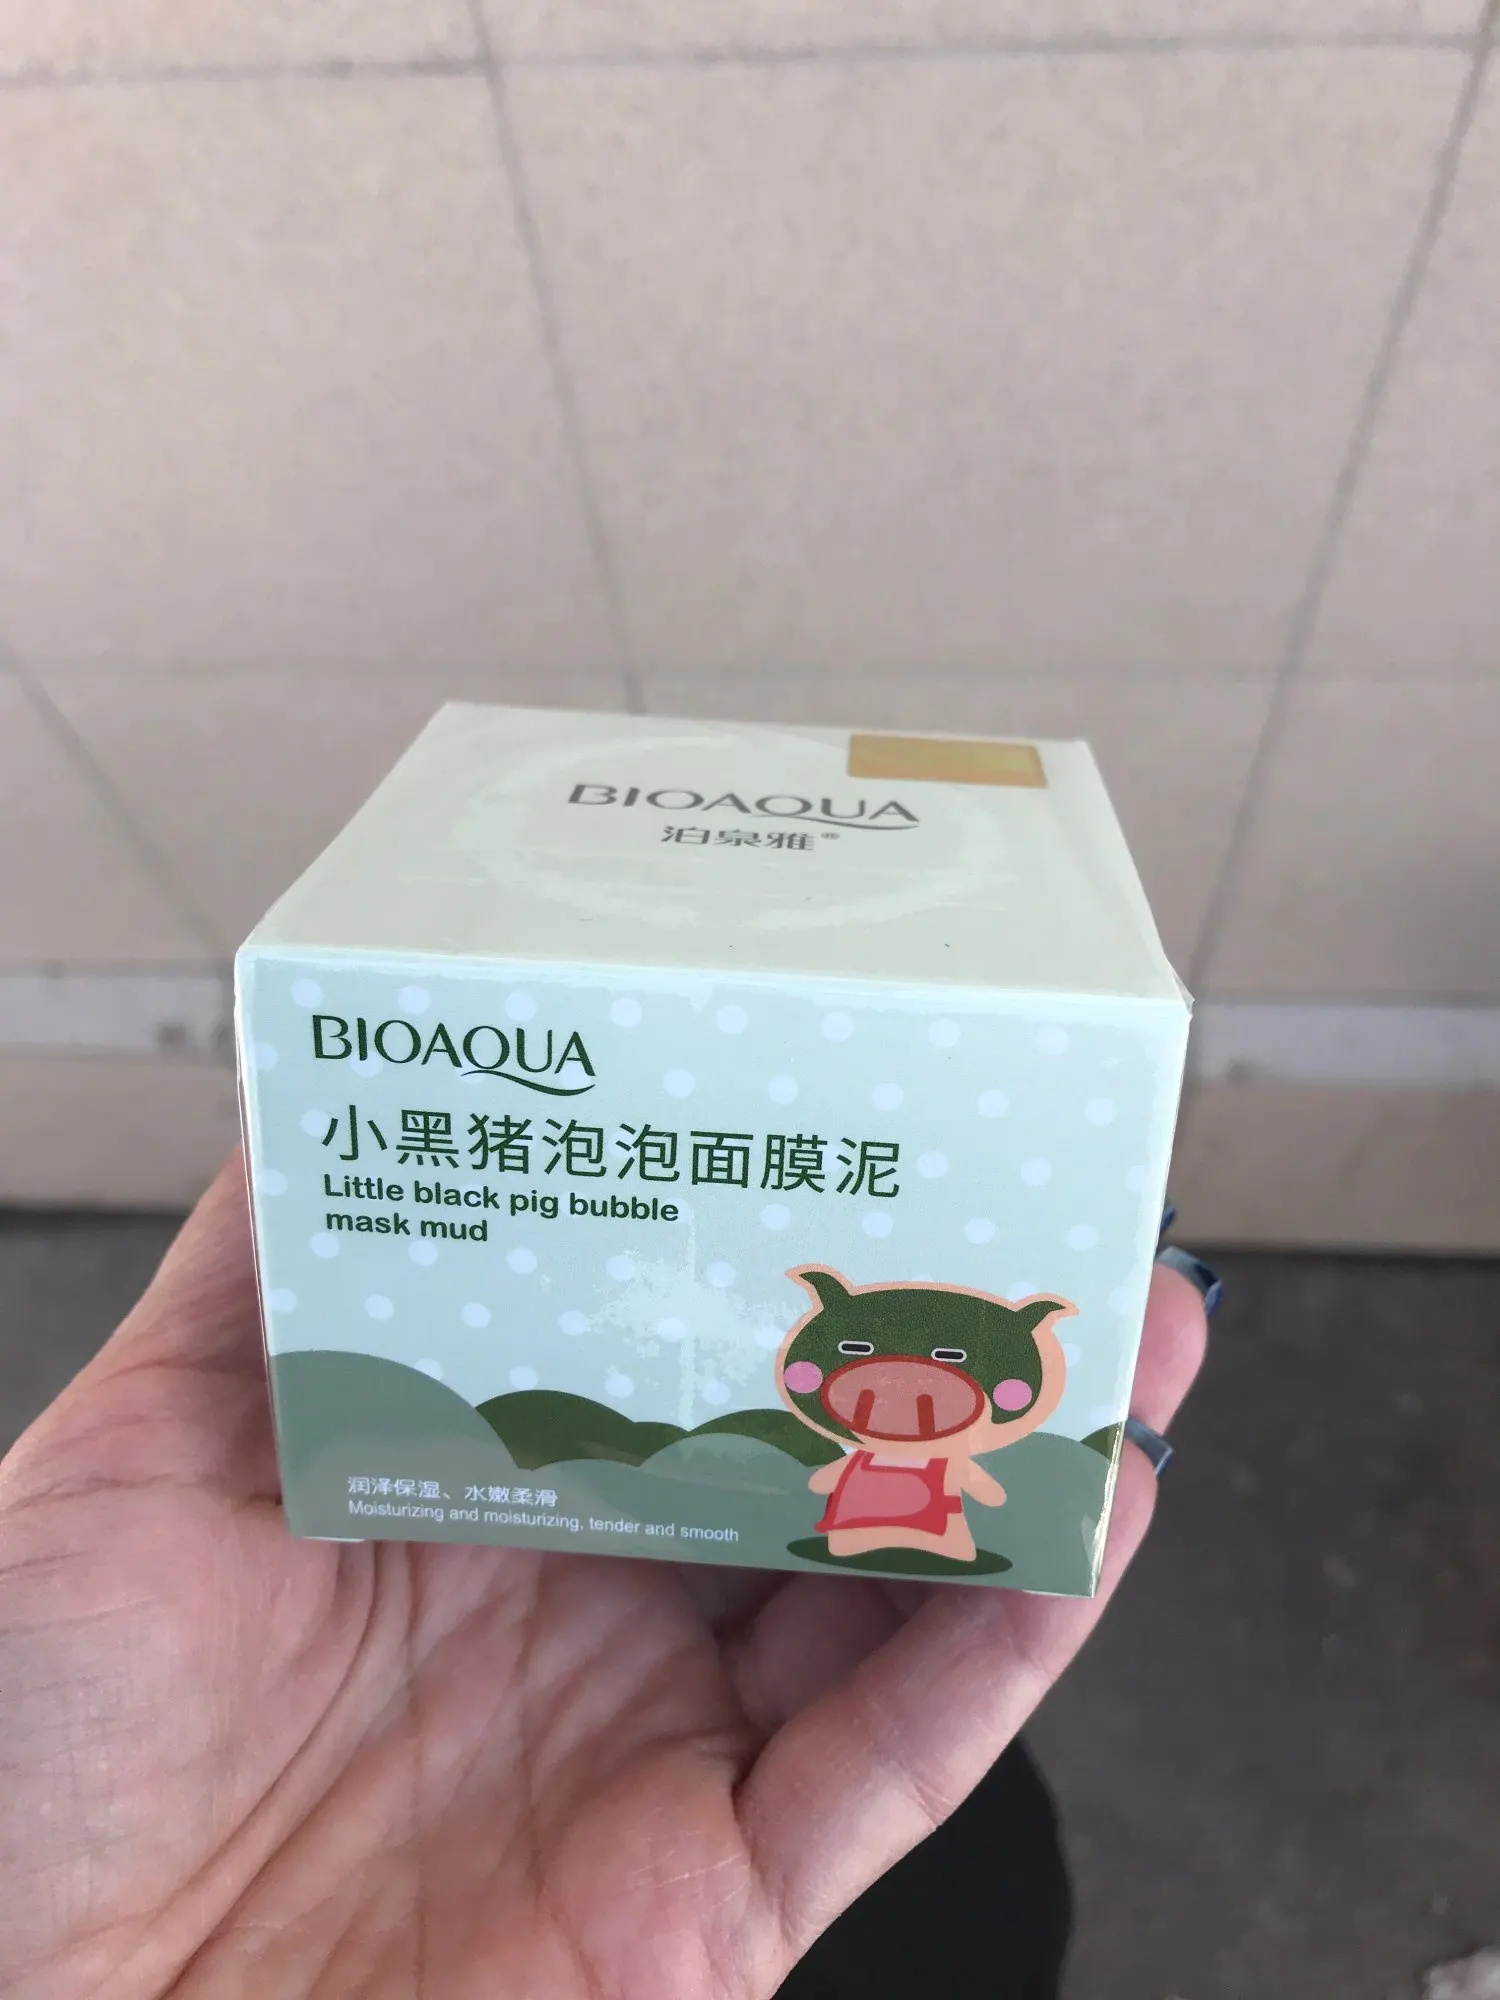 BIOAQUA
泊泉雅®
BIOAQUA
小黑猪泡泡面膜泥
Little black pig bubble
mask mud
润泽保湿、水嫩柔滑
Moisturizing and moisturizing, tender and smooth